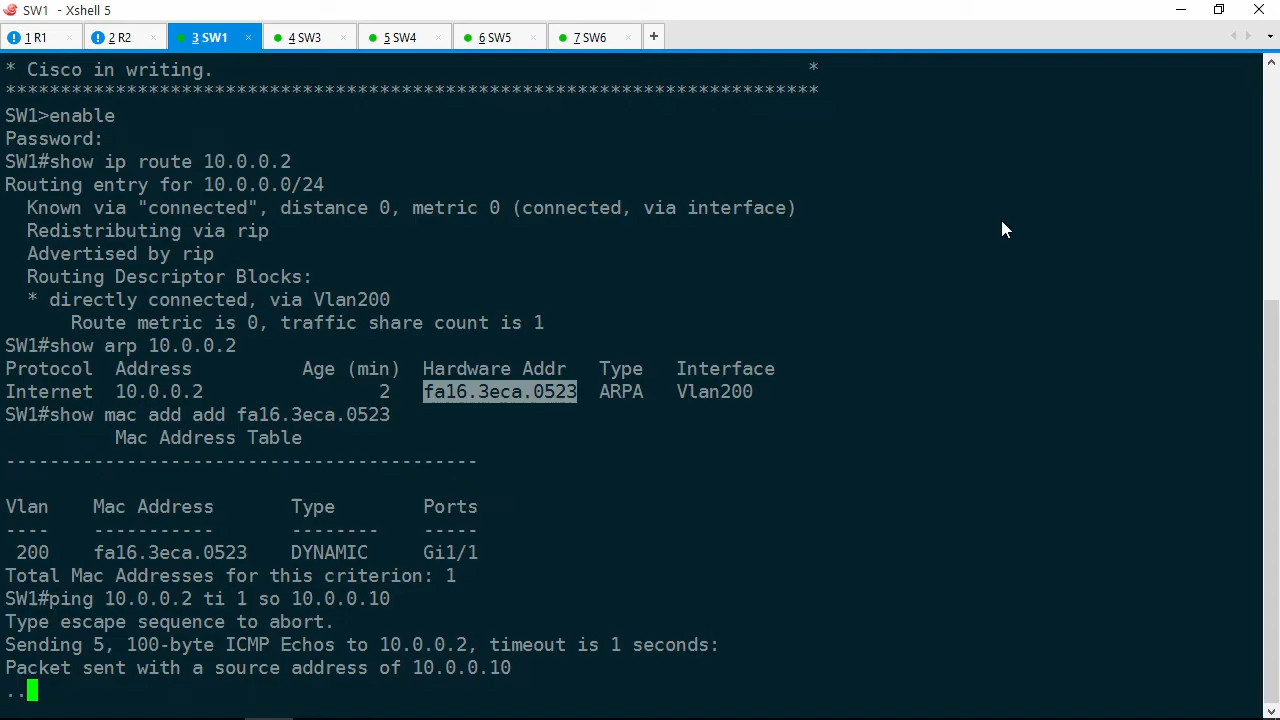 SW1 - Xshell 5
1 R1
2 R2
3 SW1
4 SW3
5 SW4
6 SW5
7 SW6
* Cisco in writing. *
**************************************************************************
SW1>enable
Password:
SW1#show ip route 10.0.0.2
Routing entry for 10.0.0.0/24
Known via "connected", distance 0, metric 0 (connected, via interface)
Redistributing via rip
Advertised by rip
Routing Descriptor Blocks:
* directly connected, via Vlan200
Route metric is 0, traffic share count is 1
SW1#show arp 10.0.0.2
Protocol Address Age (min) Hardware Addr Type Interface
Internet 10.0.0.2 2 fa16.3eca.0523 ARPA Vlan200
SW1#show mac add add fa16.3eca.0523
Mac Address Table
-------------------------------------------
Vlan Mac Address Type Ports
---- ----------- -------- -----
200 fa16.3eca.0523 DYNAMIC Gi1/1
Total Mac Addresses for this criterion: 1
SW1#ping 10.0.0.2 ti 1 so 10.0.0.10
Type escape sequence to abort.
Sending 5, 100-byte ICMP Echos to 10.0.0.2, timeout is 1 seconds:
Packet sent with a source address of 10.0.0.10
..